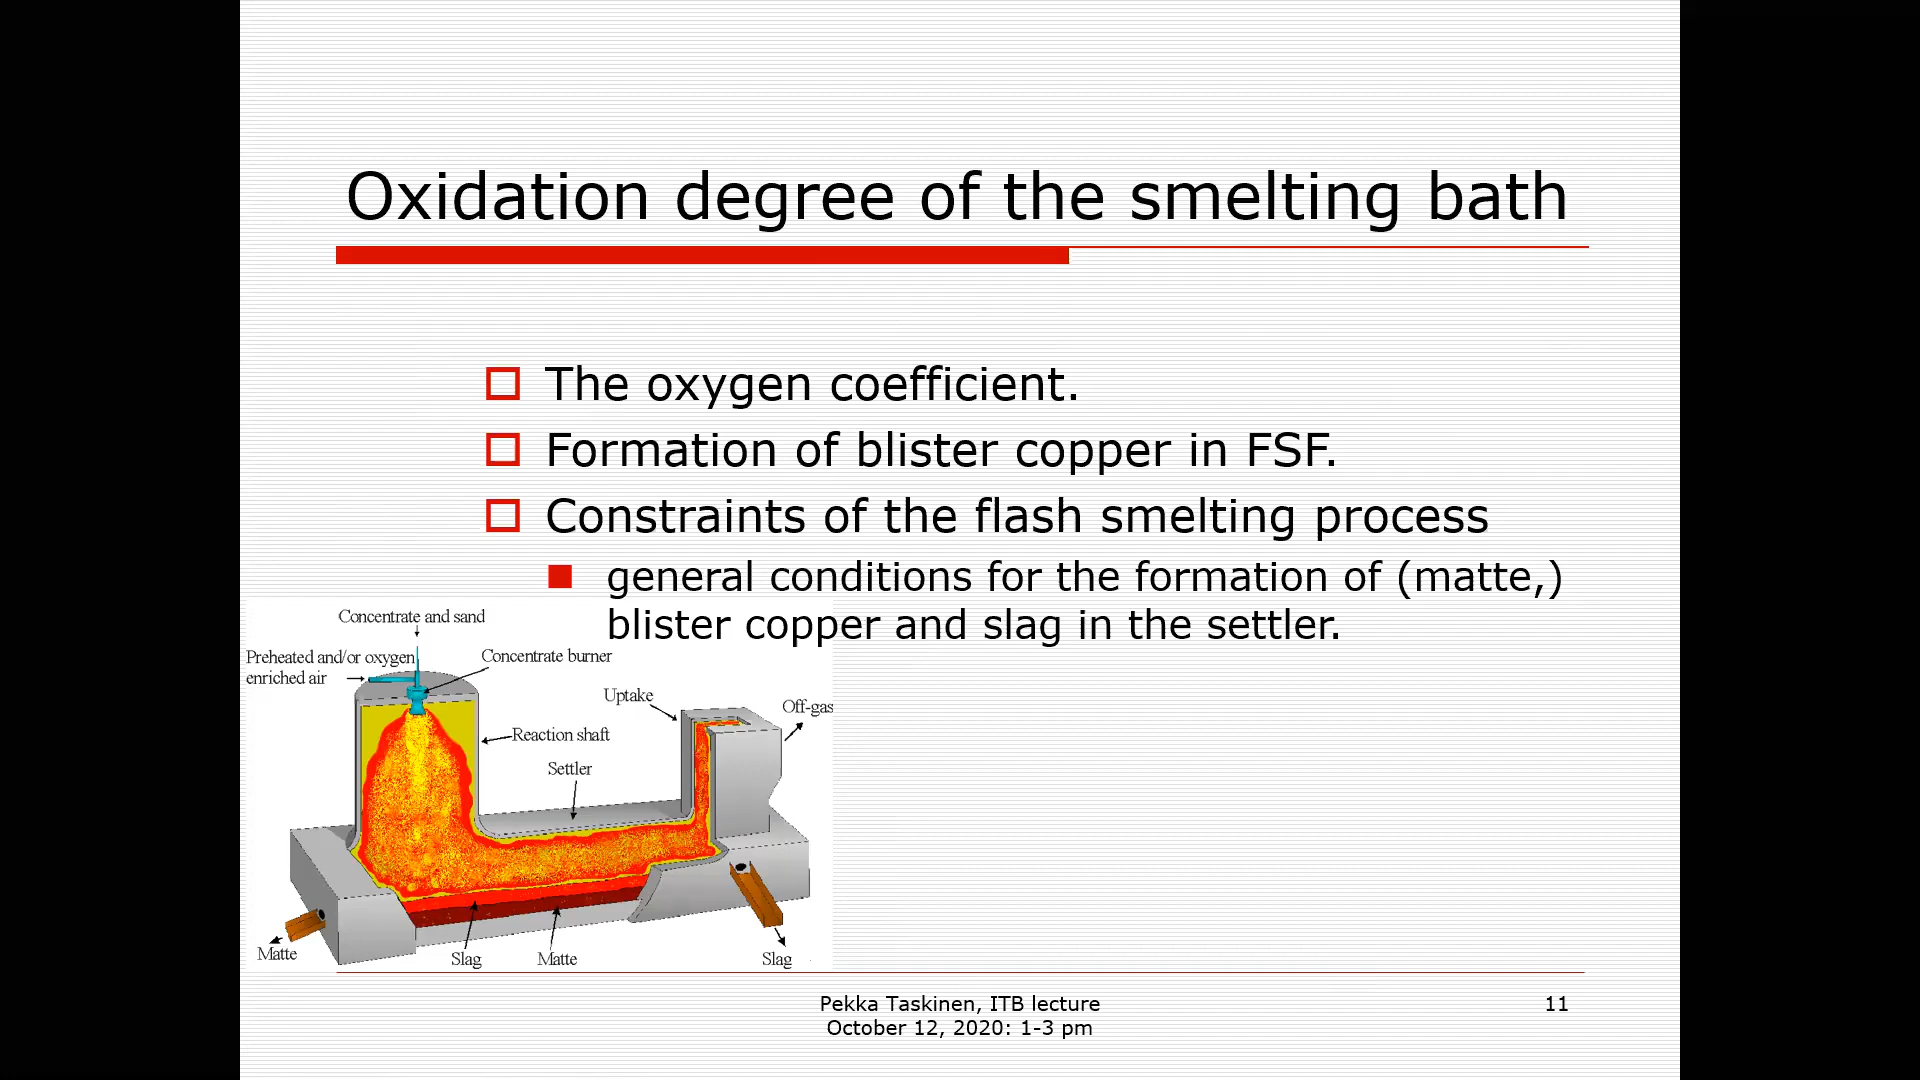 Oxidation degree of the smelting bath
The oxygen coefficient.
Formation of blister copper in FSF.
Constraints of the flash smelting process
general conditions for the formation of (matte,)
blister copper and slag in the settler.
Concentrate and sand
Preheated and/or oxygen
enriched air
Concentrate burner
Uptake
Off-gas
Reaction shaft
Settler
Matte
Slag
Matte
Slag
Pekka Taskinen, ITB lecture
October 12, 2020: 1-3 pm
11